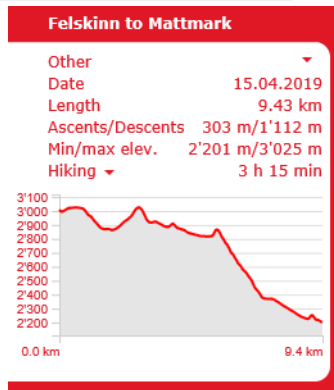 Felskinn to Mattmark
Other
Date 15.04.2019
Length 9.43 km
Ascents/Descents 303 m/1'112 m
Min/max elev. 2'201 m/3'025 m
Hiking 3 h 15 min
3'100
3'000
2'900
2'800
2'700
2'600
2'500
2'400
2'300
2'200
0.0 km 9.4 km